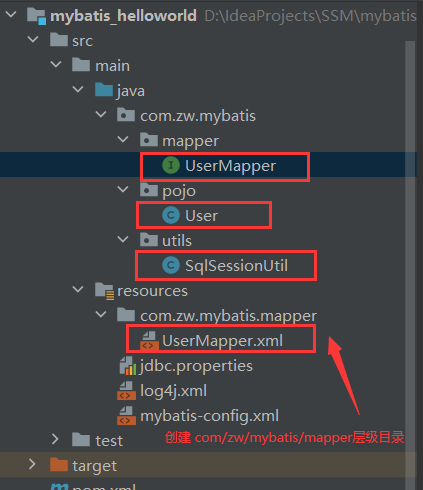 mybatis_helloworld D:\IdeaProjects\SSM\mybatis
src
main
java
com.zw.mybatis
mapper
UserMapper
pojo
User
utils
SqlSessionUtil
resources
com.zw.mybatis.mapper
UserMapper.xml
jdbc.properties
log4j.xml
mybatis-config.xml
创建 com/zw/mybatis/mapper层级目录
test
target
pom.xml